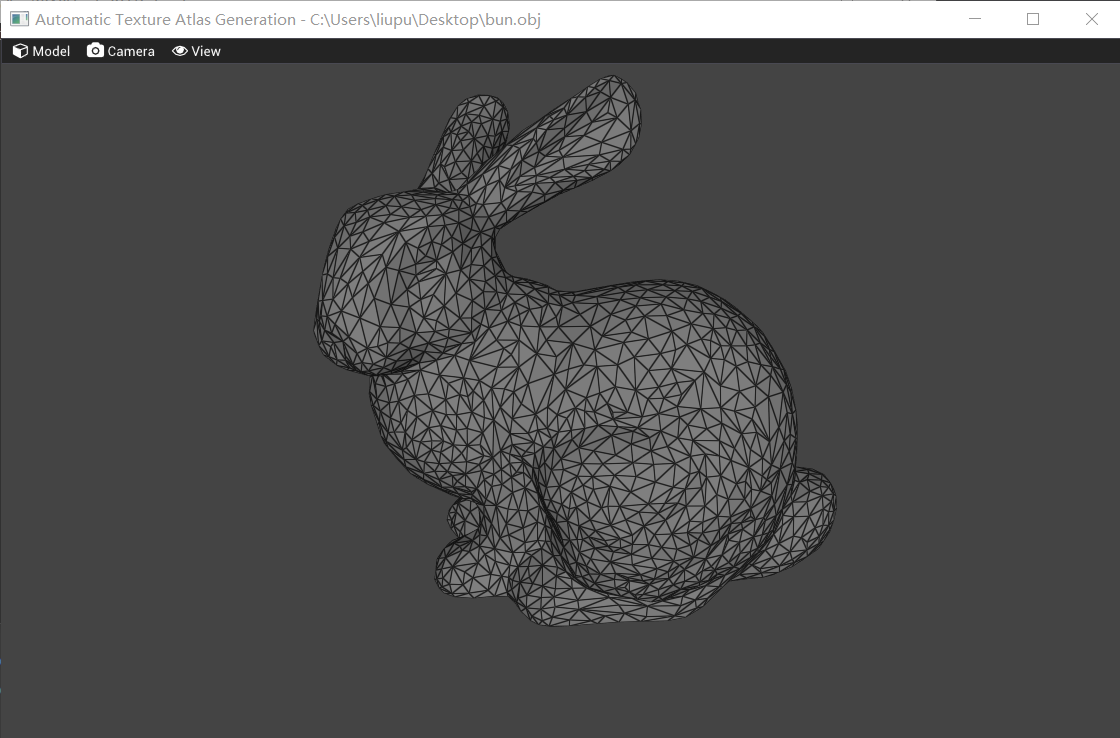 Automatic Texture Atlas Generation - C:\Users\liupu\Desktop\bun.obj
Model Camera View